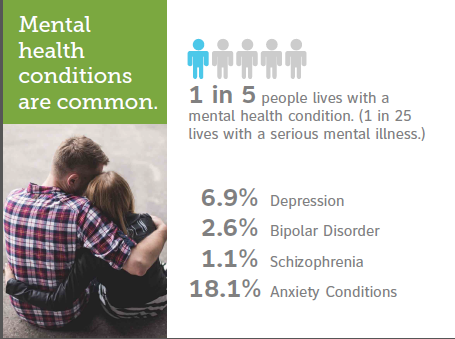 Mental
health
conditions
are common.
1 in 5 people lives with a
mental health condition. (1 in 25
lives with a serious mental illness.)
6.9% Depression
2.6% Bipolar Disorder
1.1% Schizophrenia
18.1% Anxiety Conditions